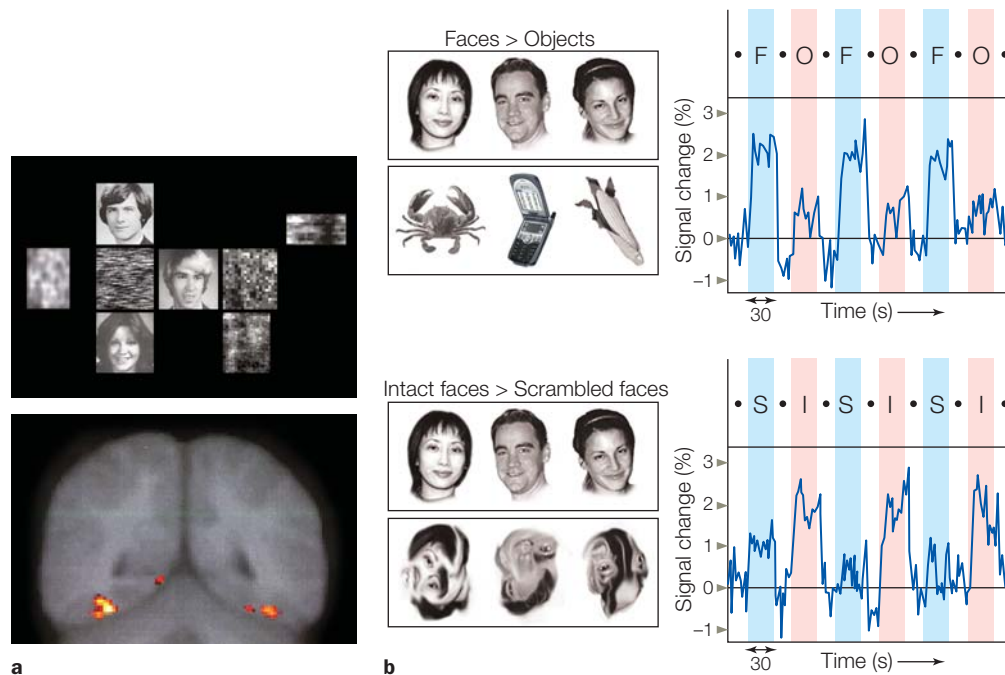 Faces > Objects
• F • O • F • O • F • O •
Signal change (%)
3
2
1
0
−1
30
Time (s)
Intact faces > Scrambled faces
• S • I • S • I • S • I •
Signal change (%)
3
2
1
0
−1
30
Time (s)
a
b